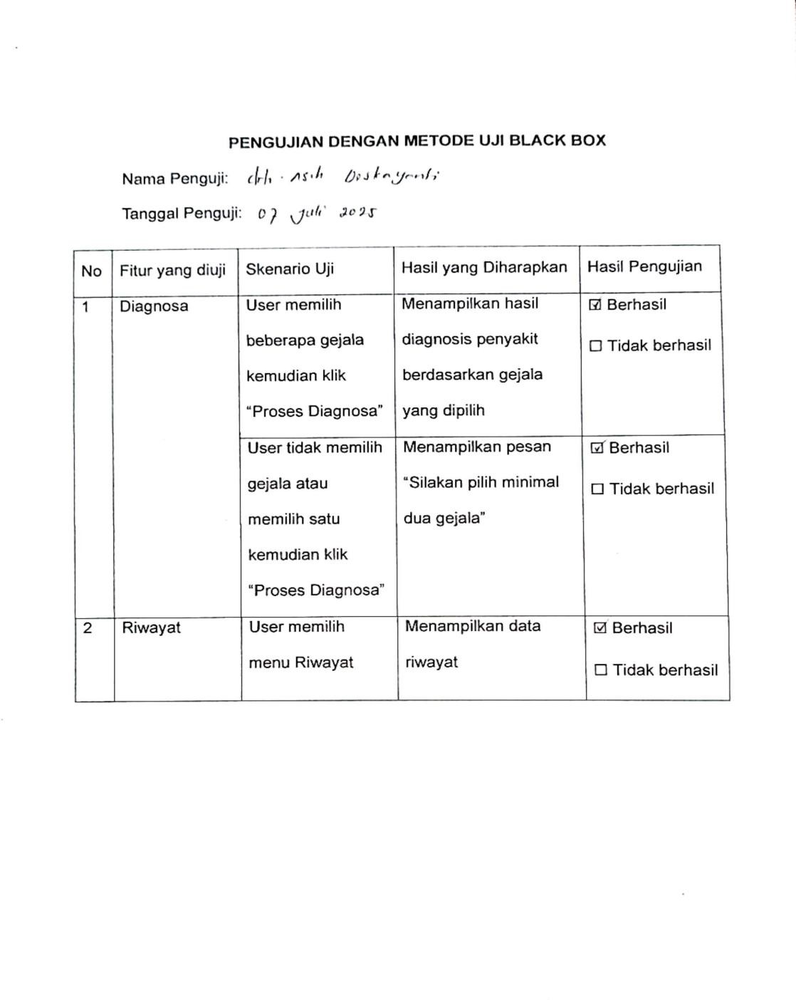 PENGUJIAN DENGAN METODE UJI BLACK BOX
Nama Penguji: drh. Asih
Tanggal Penguji: 07 Juli 2025
No Fitur yang diuji Skenario Uji Hasil yang Diharapkan Hasil Pengujian
1 Diagnosa User memilih Menampilkan hasil ☑ Berhasil
beberapa gejala diagnosis penyakit ☐ Tidak berhasil
kemudian klik berdasarkan gejala
“Proses Diagnosa” yang dipilih
User tidak memilih Menampilkan pesan ☑ Berhasil
gejala atau “Silakan pilih minimal ☐ Tidak berhasil
memilih satu dua gejala”
kemudian klik
“Proses Diagnosa”
2 Riwayat User memilih Menampilkan data ☑ Berhasil
menu Riwayat riwayat ☐ Tidak berhasil